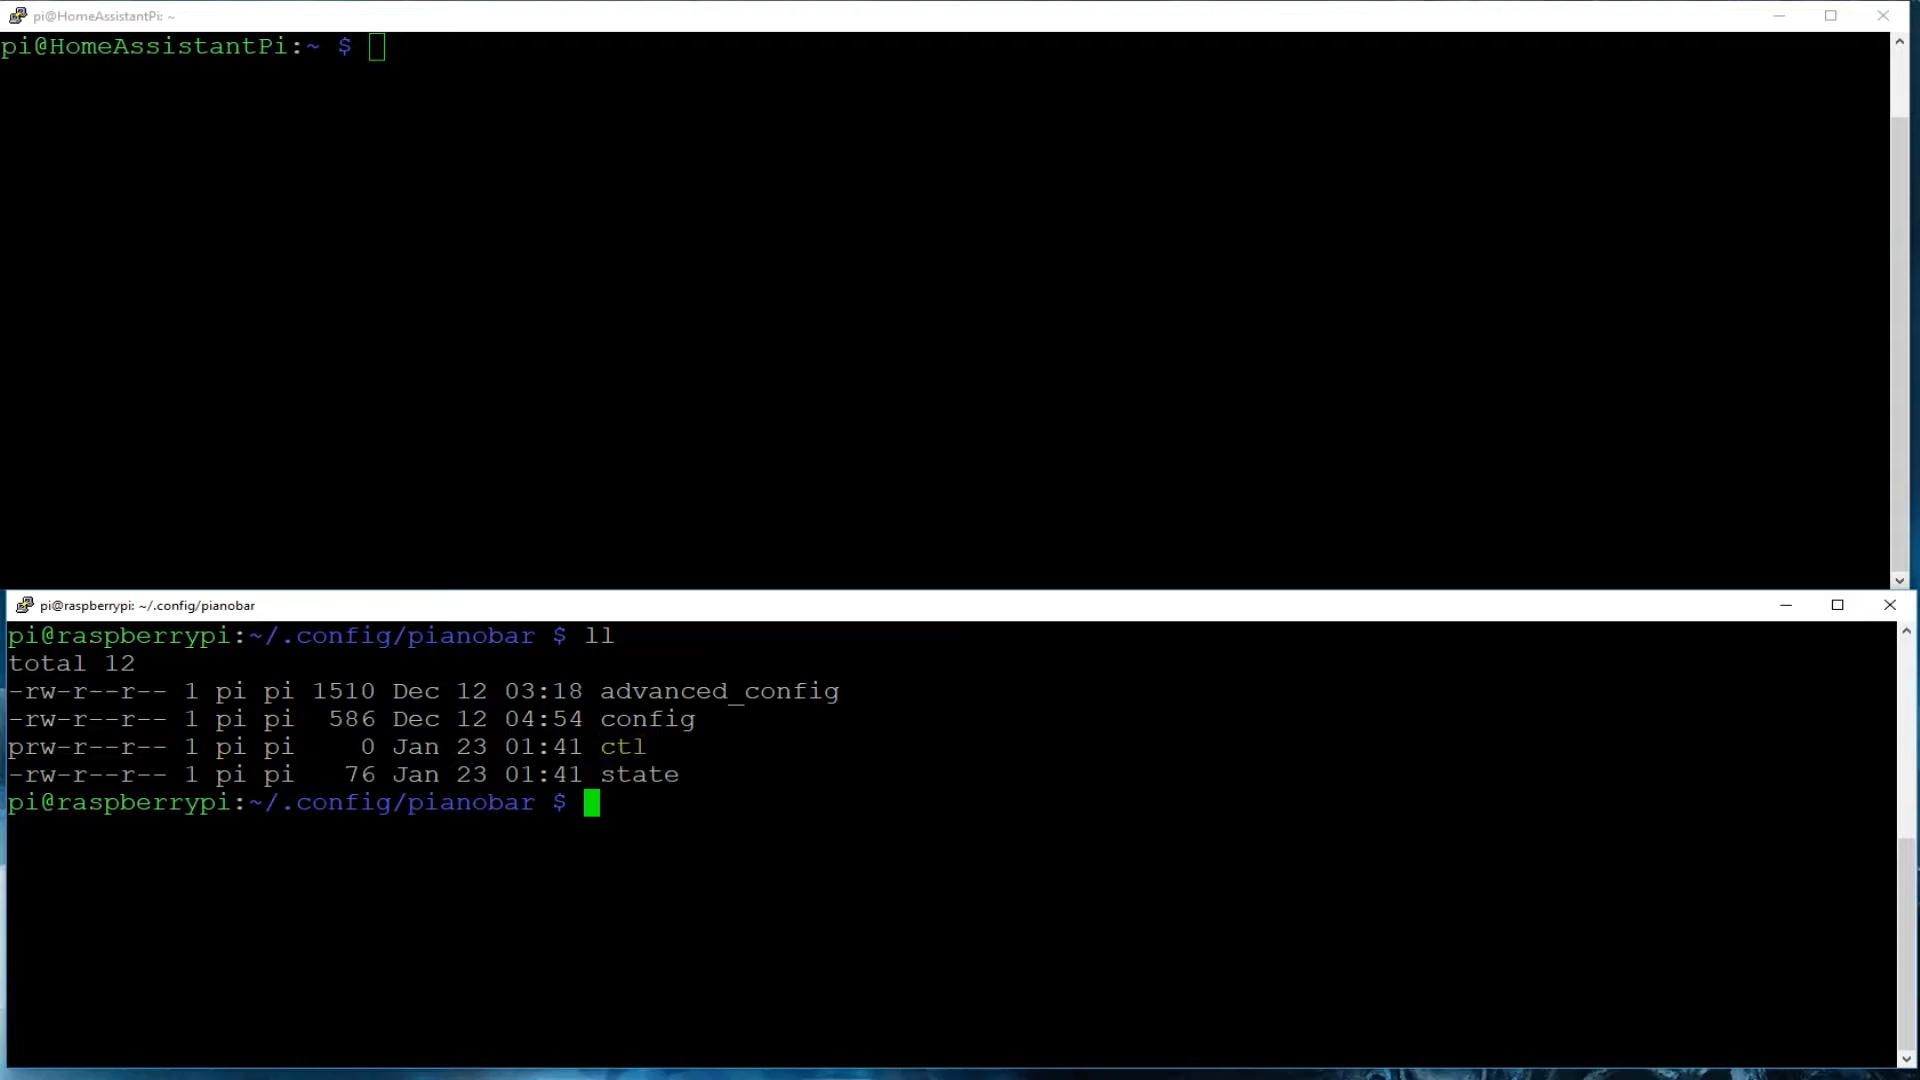 pi@HomeAssistantPi: ~
pi@HomeAssistantPi:~ $
pi@raspberrypi: ~/.config/pianobar
pi@raspberrypi:~/.config/pianobar $ ll
total 12
-rw-r--r-- 1 pi pi 1510 Dec 12 03:18 advanced_config
-rw-r--r-- 1 pi pi  586 Dec 12 04:54 config
prw-r--r-- 1 pi pi    0 Jan 23 01:41 ctl
-rw-r--r-- 1 pi pi   76 Jan 23 01:41 state
pi@raspberrypi:~/.config/pianobar $